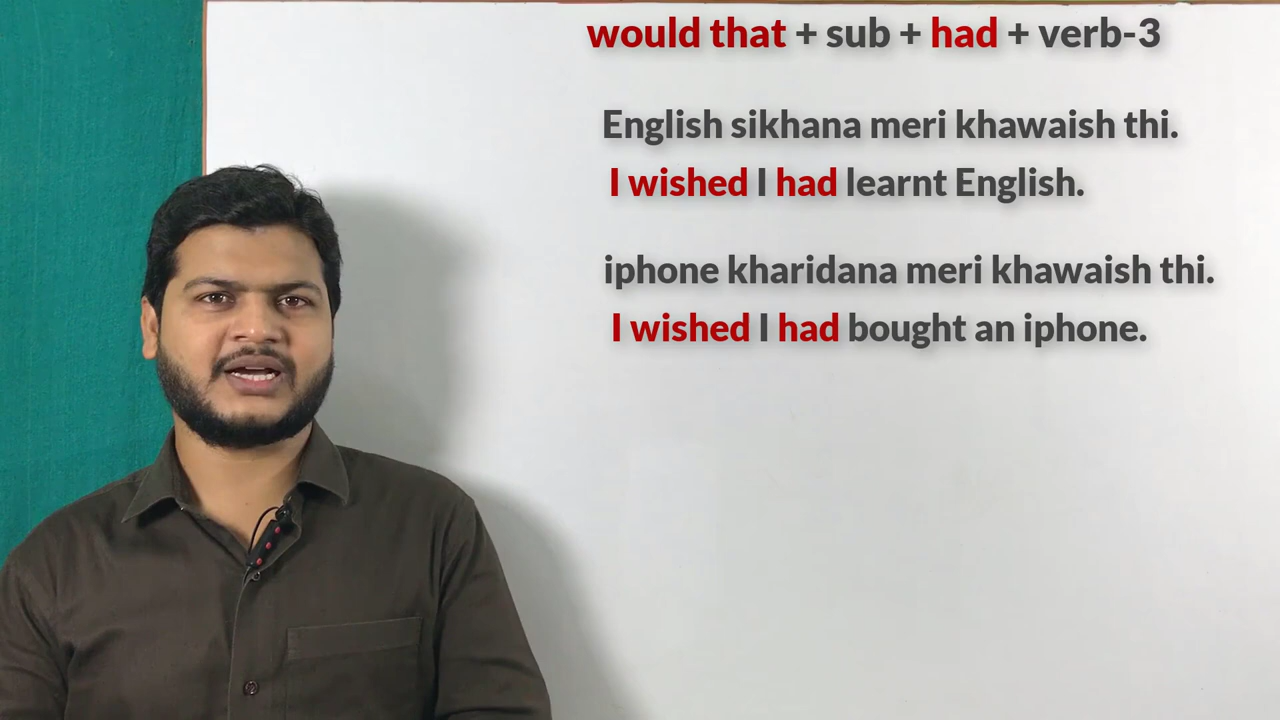 would that + sub + had + verb-3
English sikhana meri khawaish thi.
I wished I had learnt English.
iphone kharidana meri khawaish thi.
I wished I had bought an iphone.